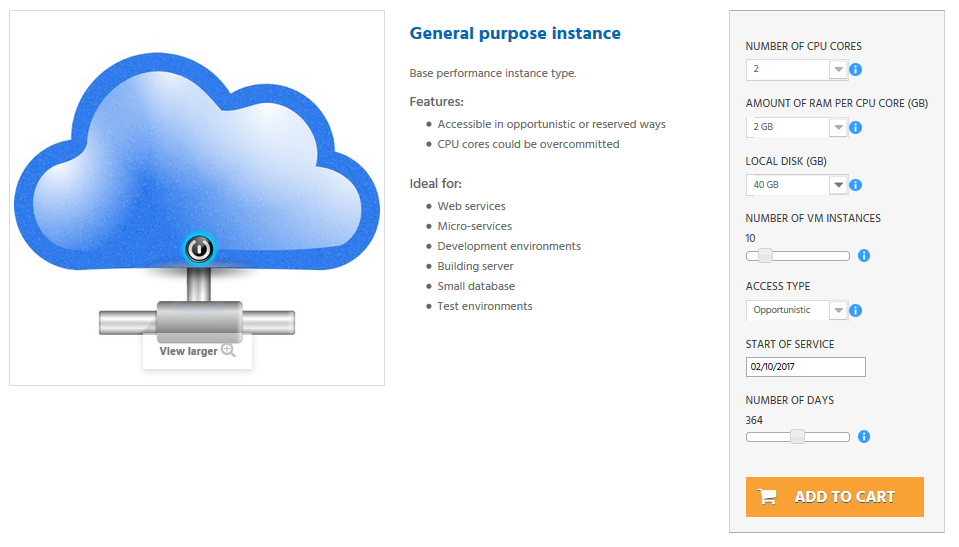 View larger
General purpose instance
Base performance instance type.
Features:
Accessible in opportunistic or reserved ways
CPU cores could be overcommitted
Ideal for:
Web services
Micro-services
Development environments
Building server
Small database
Test environments
NUMBER OF CPU CORES
2
AMOUNT OF RAM PER CPU CORE (GB)
2 GB
LOCAL DISK (GB)
40 GB
NUMBER OF VM INSTANCES
10
ACCESS TYPE
Opportunistic
START OF SERVICE
02/10/2017
NUMBER OF DAYS
364
ADD TO CART